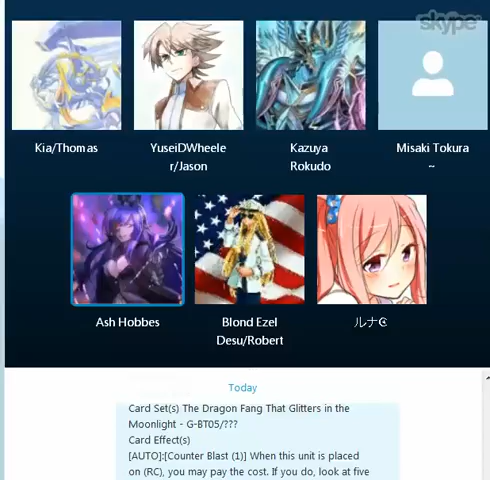 skype
Kia/Thomas
YuseiDWheele
r/Jason
Kazuya
Rokudo
Misaki Tokura
~
Ash Hobbes
Blond Ezel
Desu/Robert
ルナ☪
Today
Card Set(s) The Dragon Fang That Glitters in the
Moonlight - G-BT05/???
Card Effect(s)
[AUTO]:[Counter Blast (1)] When this unit is placed
on (RC), you may pay the cost. If you do, look at five